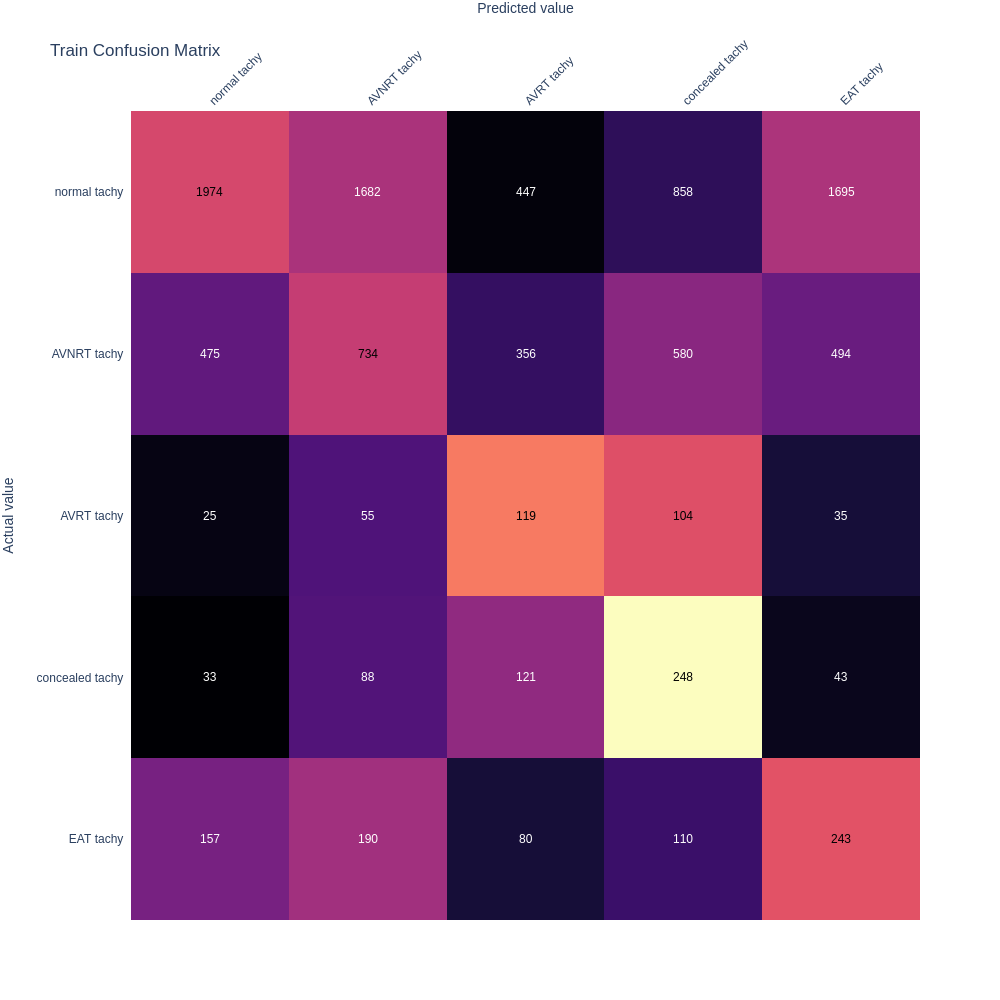 Predicted value
Train Confusion Matrix
normal tachy AVNRT tachy AVRT tachy concealed tachy EAT tachy
normal tachy 1974 1682 447 858 1695
AVNRT tachy 475 734 356 580 494
Actual value
AVRT tachy 25 55 119 104 35
concealed tachy 33 88 121 248 43
EAT tachy 157 190 80 110 243